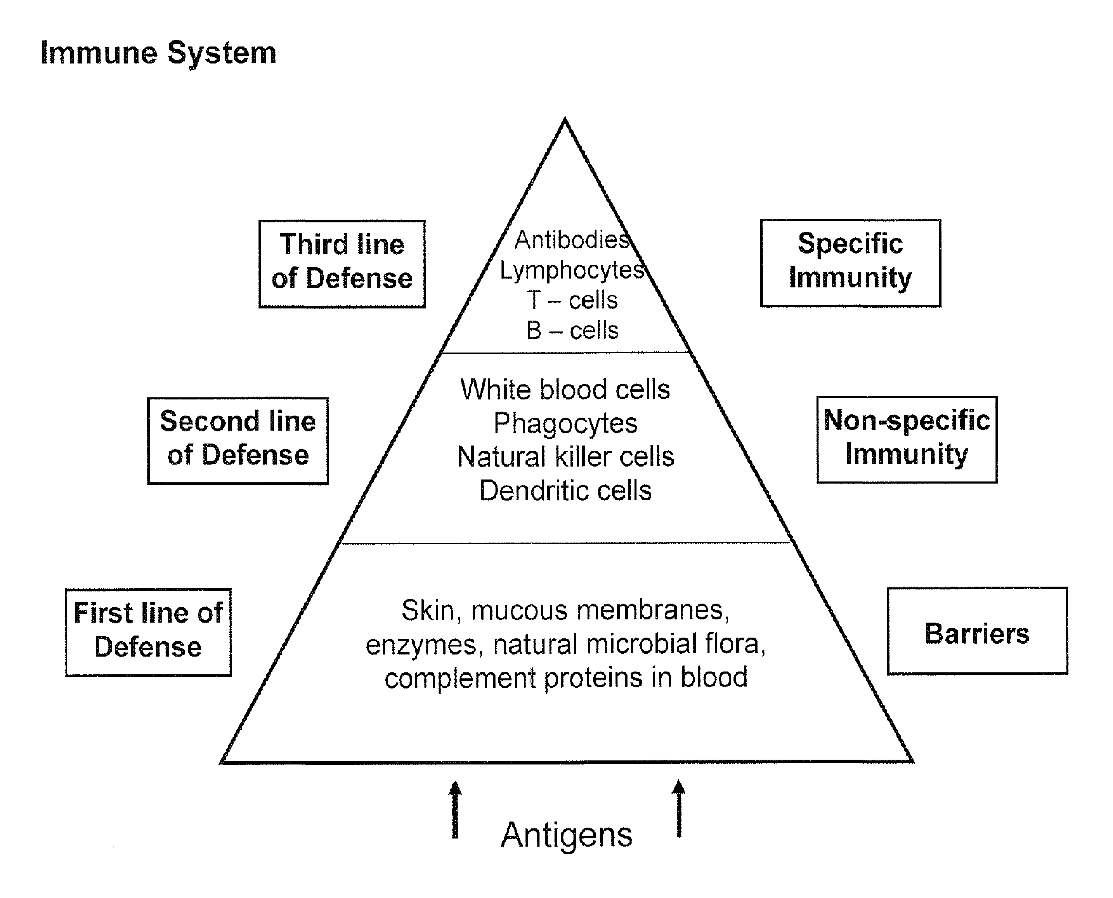 Immune System
Third line
of Defense
Antibodies
Lymphocytes
T – cells
B – cells
Specific
Immunity
Second line
of Defense
White blood cells
Phagocytes
Natural killer cells
Dendritic cells
Non-specific
Immunity
First line of
Defense
Skin, mucous membranes,
enzymes, natural microbial flora,
complement proteins in blood
Barriers
Antigens